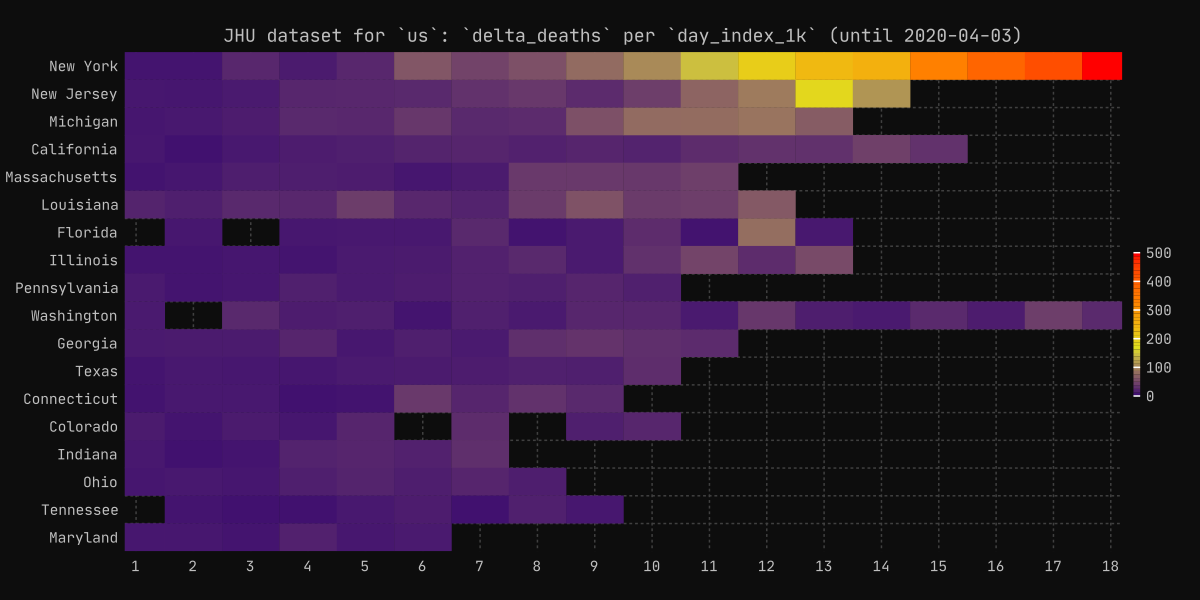 JHU dataset for `us`: `delta_deaths` per `day_index_1k` (until 2020-04-03)
New York
New Jersey
Michigan
California
Massachusetts
Louisiana
Florida
Illinois
Pennsylvania
Washington
Georgia
Texas
Connecticut
Colorado
Indiana
Ohio
Tennessee
Maryland
1 2 3 4 5 6 7 8 9 10 11 12 13 14 15 16 17 18
500
400
300
200
100
0